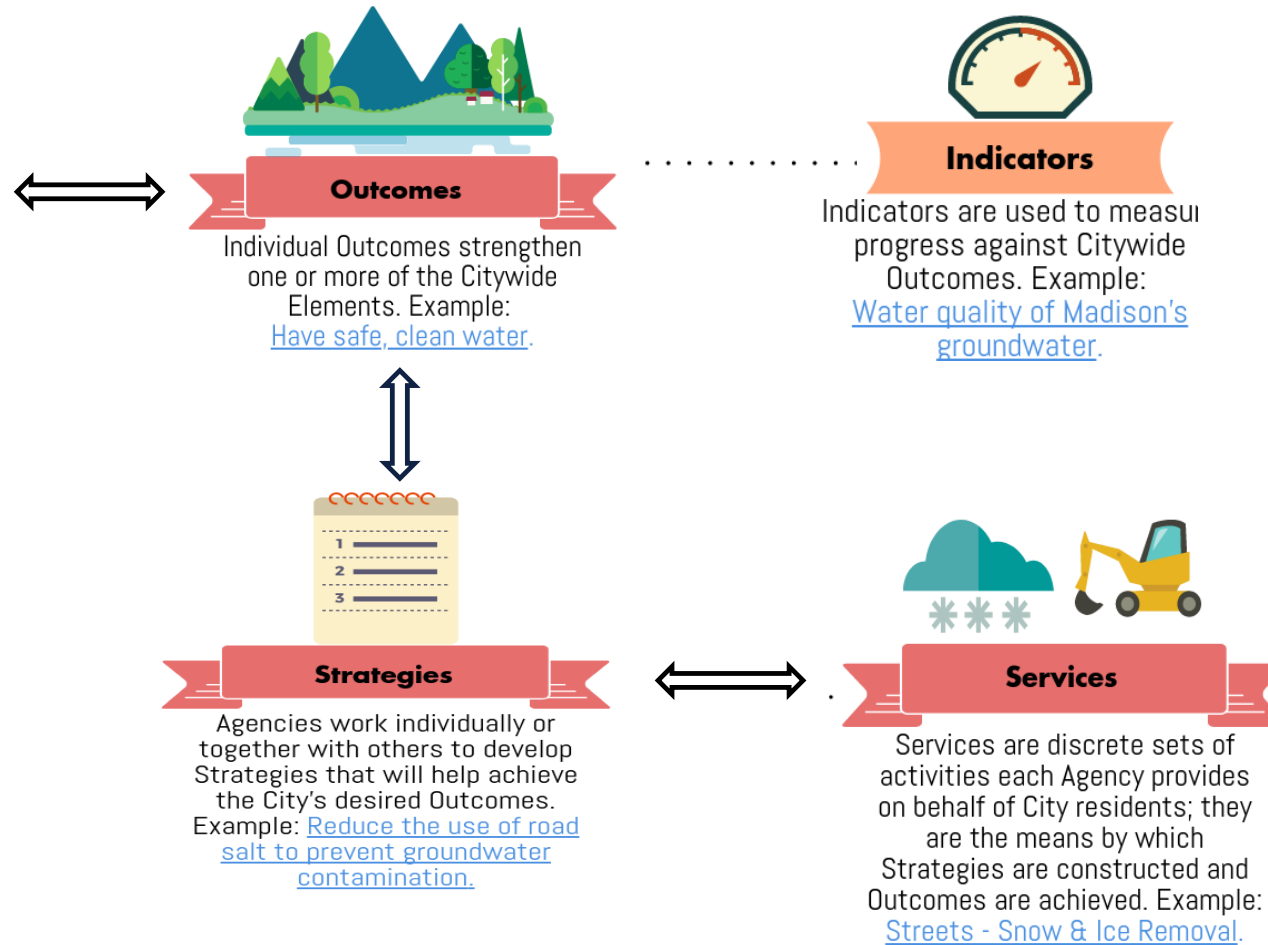 Outcomes
Individual Outcomes strengthen
one or more of the Citywide
Elements. Example:
Have safe, clean water.
Indicators
Indicators are used to measur
progress against Citywide
Outcomes. Example:
Water quality of Madison's
groundwater.
1
2
3
Strategies
Agencies work individually or
together with others to develop
Strategies that will help achieve
the City's desired Outcomes.
Example: Reduce the use of road
salt to prevent groundwater
contamination.
Services
Services are discrete sets of
activities each Agency provides
on behalf of City residents; they
are the means by which
Strategies are constructed and
Outcomes are achieved. Example:
Streets - Snow & Ice Removal.